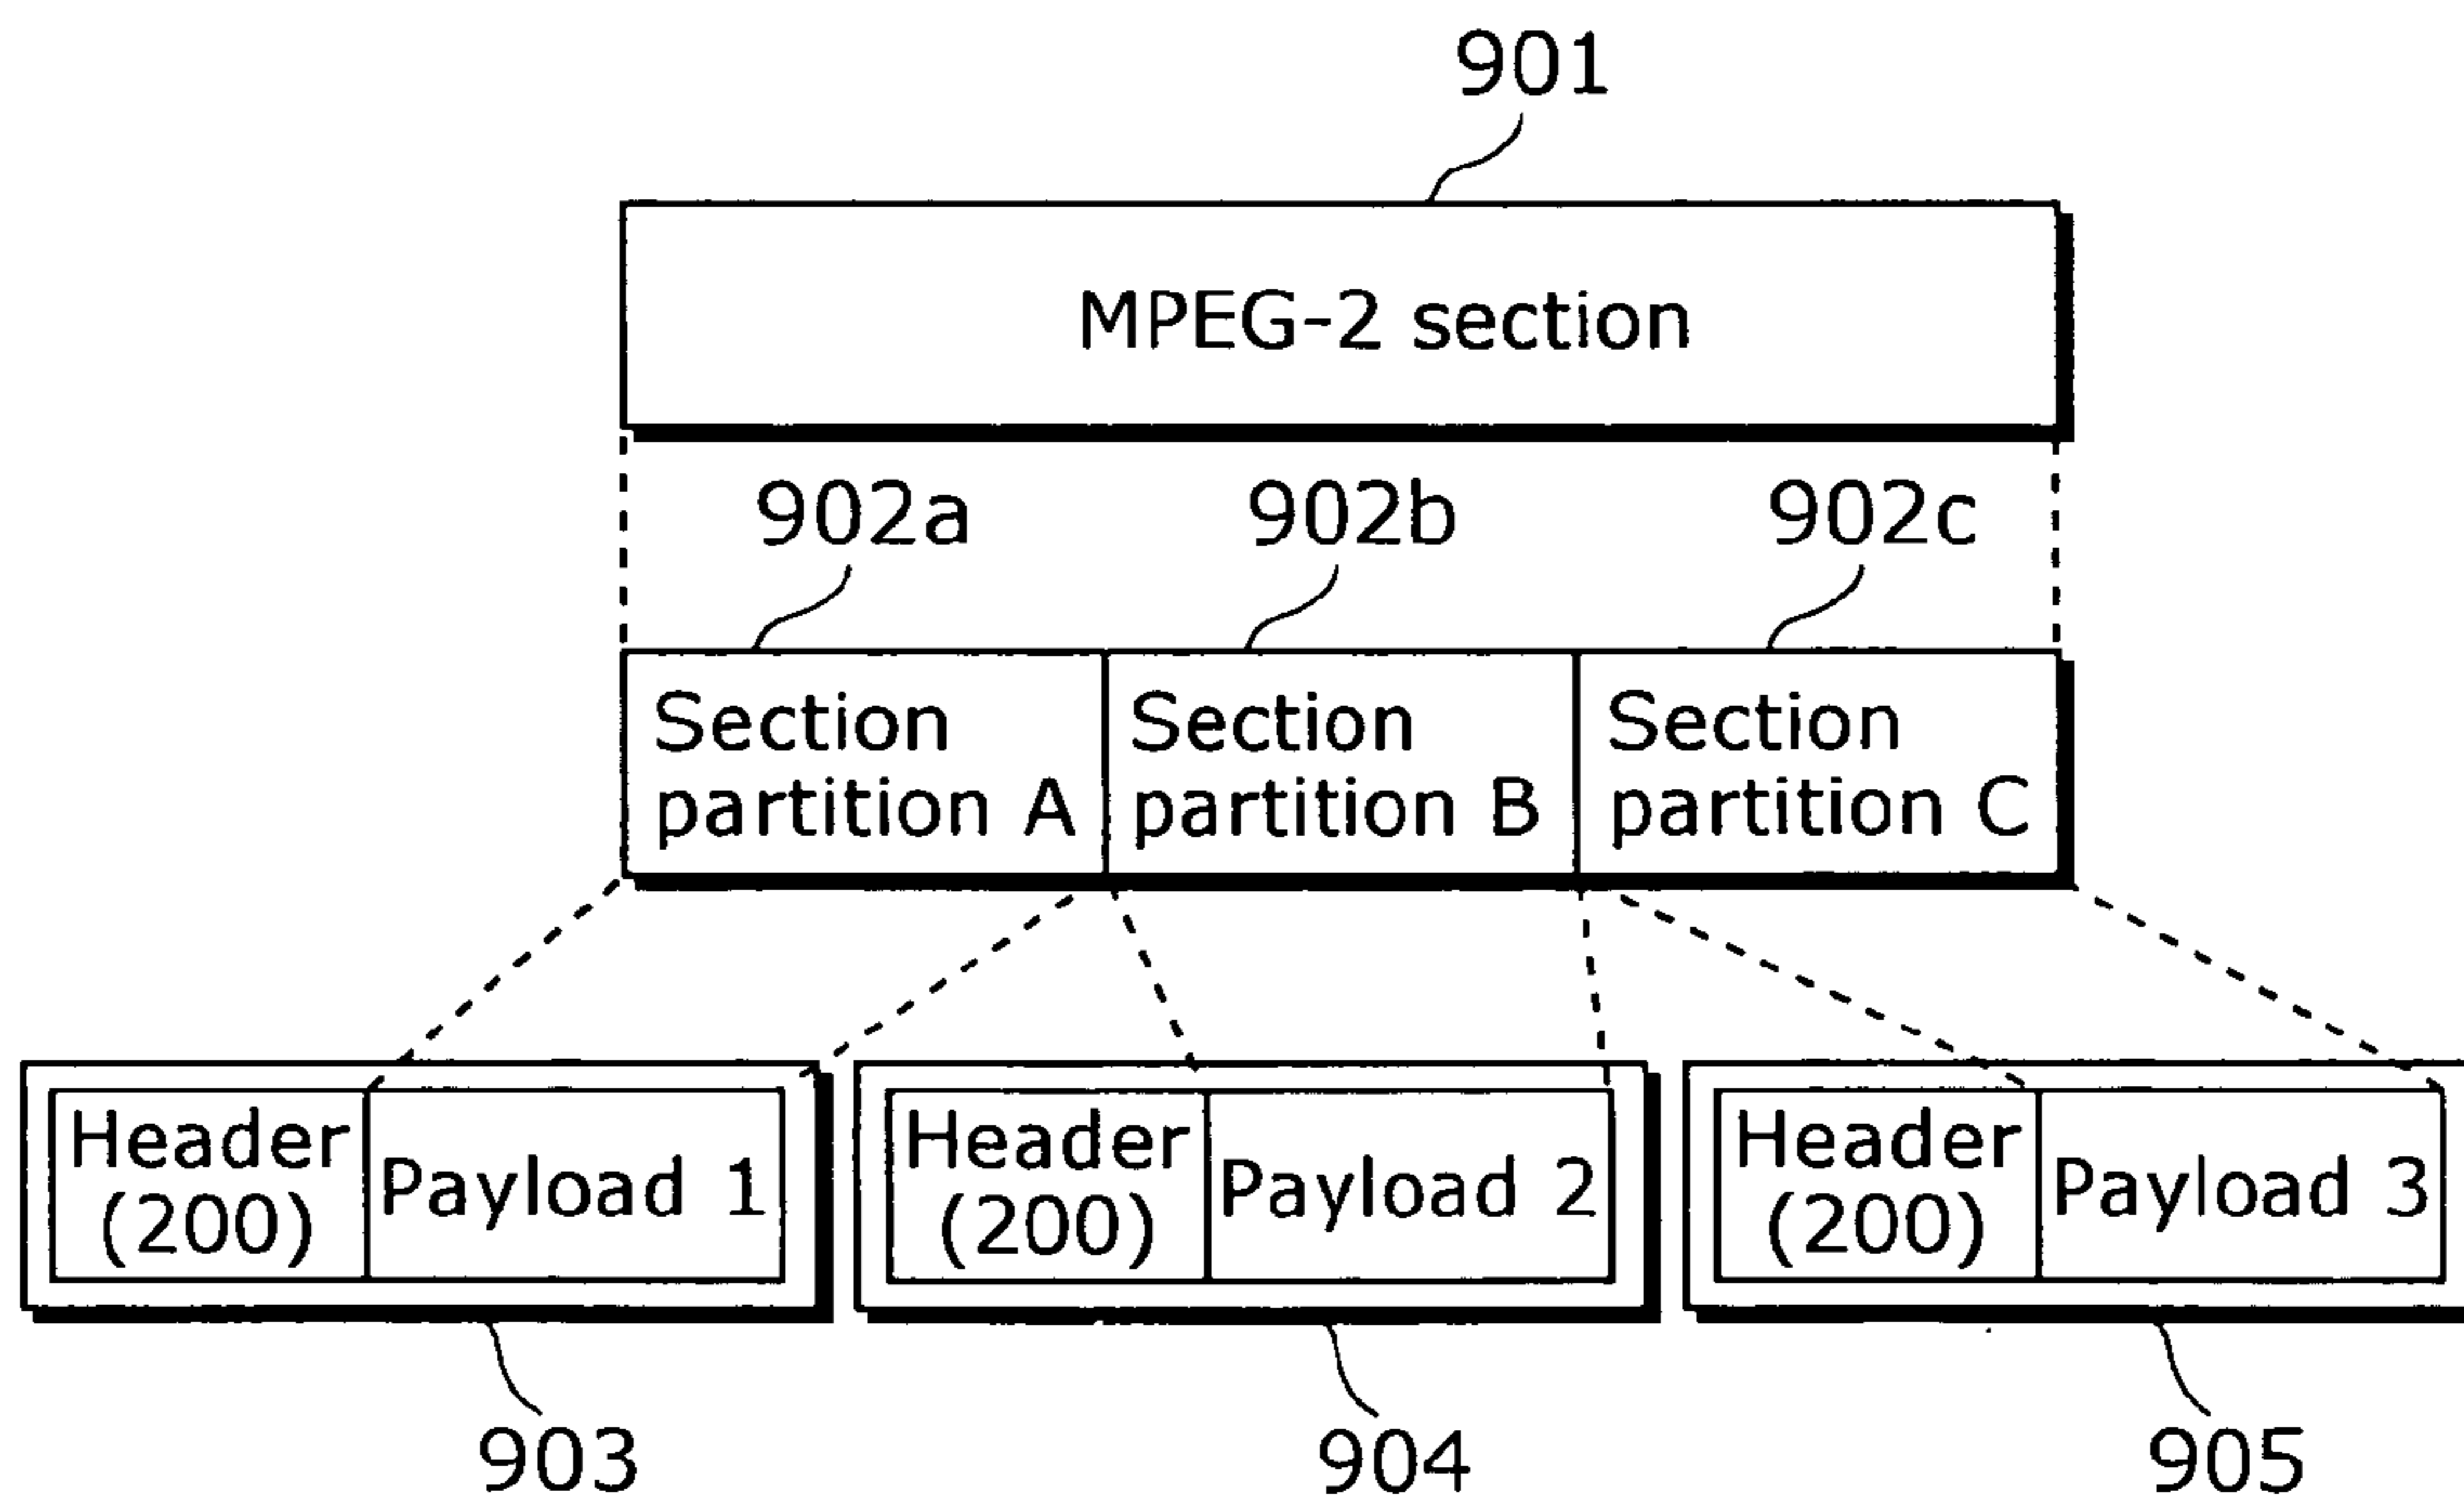 901
MPEG-2 section
902a
902b
902c
Section
partition A
Section
partition B
Section
partition C
Header
(200)
Payload 1
Header
(200)
Payload 2
Header
(200)
Payload 3
903
904
905